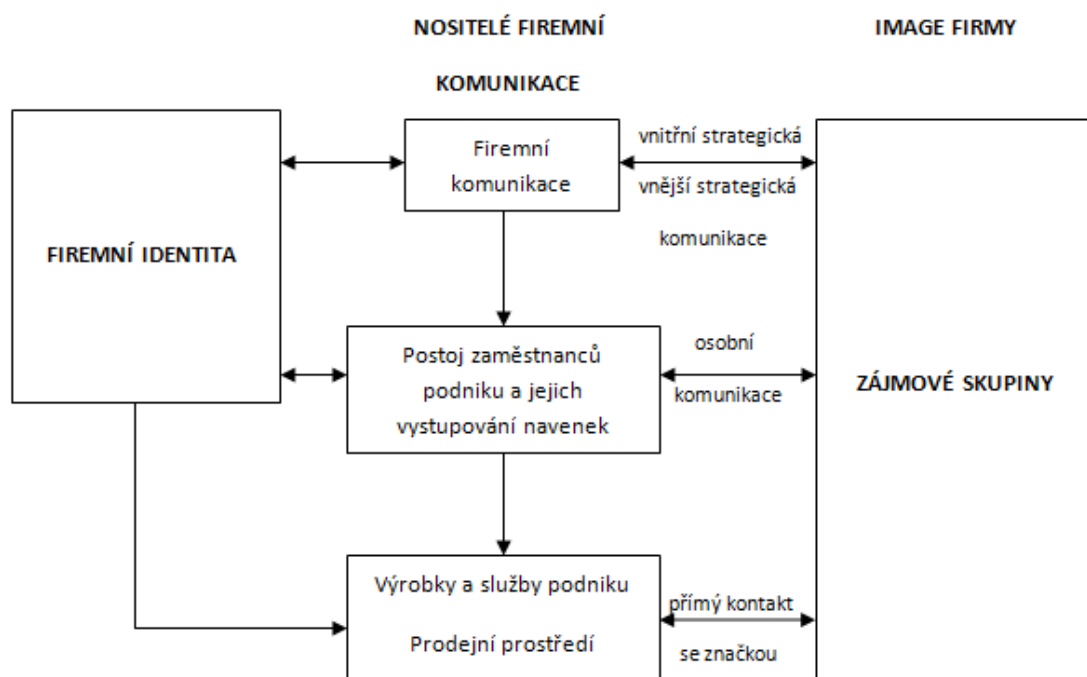 NOSITELÉ FIREMNÍ
KOMUNIKACE
IMAGE FIRMY
FIREMNÍ IDENTITA
Firemní
komunikace
vnitřní strategická
vnější strategická
komunikace
Postoj zaměstnanců
podniku a jejich
vystupování navenek
osobní
komunikace
ZÁJMOVÉ SKUPINY
Výrobky a služby podniku
Prodejní prostředí
přímý kontakt
se značkou